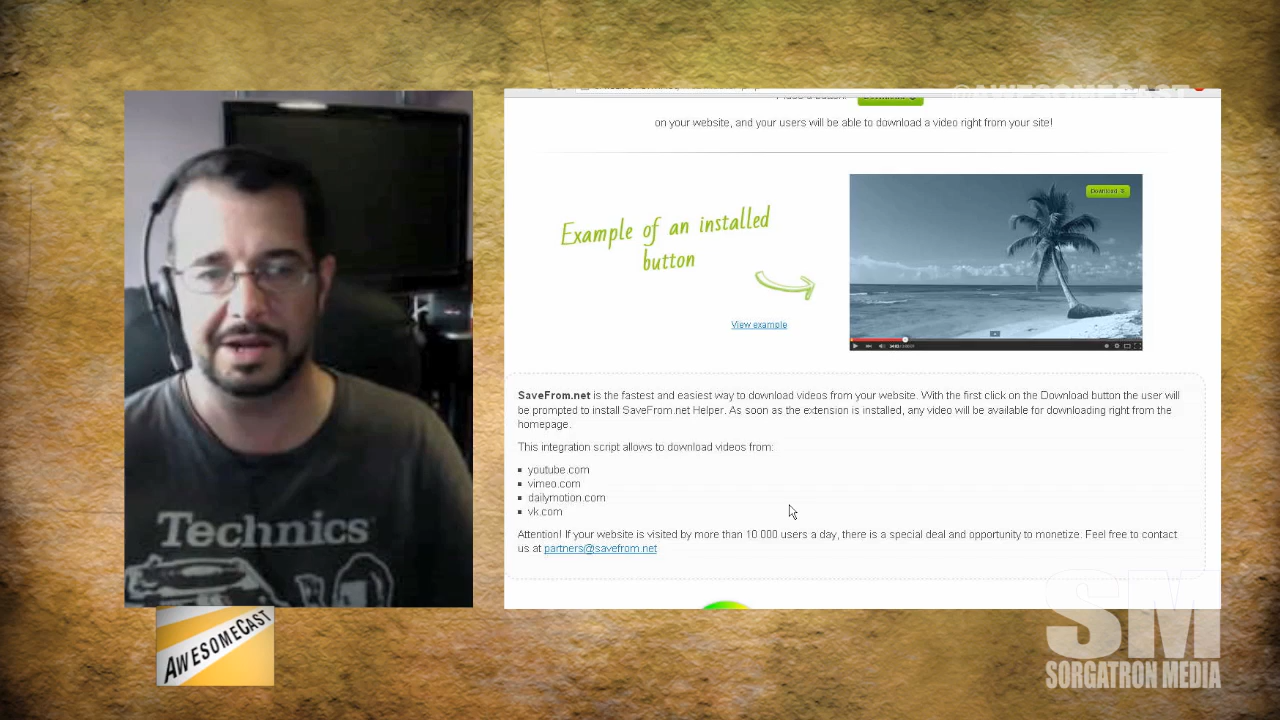 @AWESOMECAST
Download
on your website, and your users will be able to download a video right from your site!
Download
Example of an installed
button
View example
SaveFrom.net is the fastest and easiest way to download videos from your website. With the first click on the Download button the user will
be prompted to install SaveFrom.net Helper. As soon as the extension is installed, any video will be available for downloading right from the
homepage.
This integration script allows to download videos from:
youtube.com
vimeo.com
dailymotion.com
vk.com
Attention! If your website is visited by more than 10 000 users a day, there is a special deal and opportunity to monetize. Feel free to contact
us at partners@savefrom.net
Technics
AWESOMECAST
SM
SORGATRON MEDIA